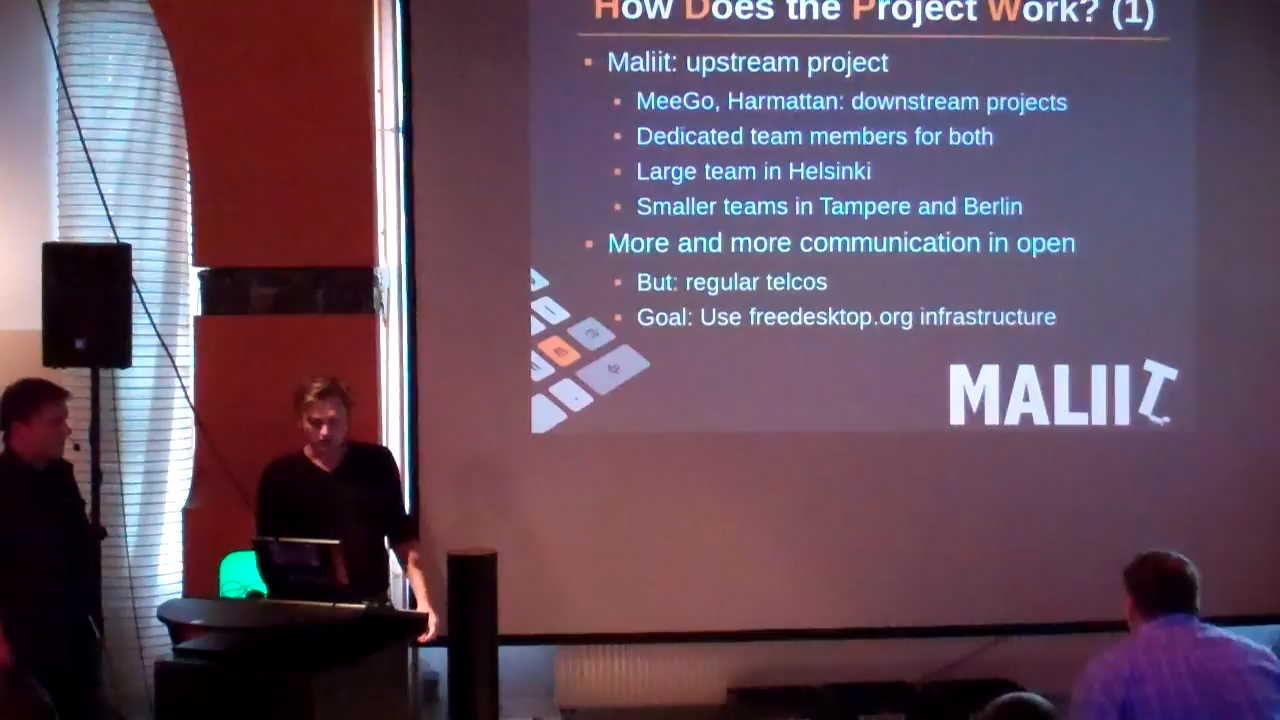 How Does the Project Work? (1)
Maliit: upstream project
MeeGo, Harmattan: downstream projects
Dedicated team members for both
Large team in Helsinki
Smaller teams in Tampere and Berlin
More and more communication in open
But: regular telcos
Goal: Use freedesktop.org infrastructure
MALIIT